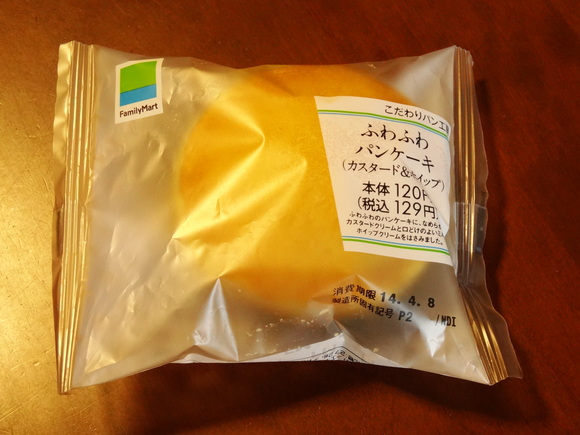 FamilyMart
こだわりパン工
ふわふわ
パンケーキ
(カスタード&ホイップ)
本体 120円
(税込 129円)
ふわふわのパンケーキに、なめらか
カスタードクリームと口どけのよい
ホイップクリームをはさみました。
消費期限 14.4.8
製造所固有記号 P2 /NDI